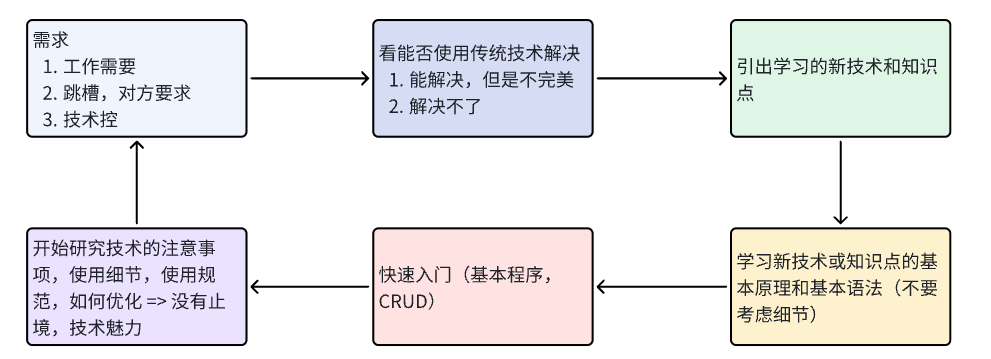 需求
1. 工作需要
2. 跳槽，对方要求
3. 技术控
看能否使用传统技术解决
1. 能解决，但是不完美
2. 解决不了
引出学习的新技术和知识
点
学习新技术或知识点的基
本原理和基本语法（不要
考虑细节）
快速入门（基本程序，
CRUD）
开始研究技术的注意事
项，使用细节，使用规
范，如何优化 => 没有止
境，技术魅力